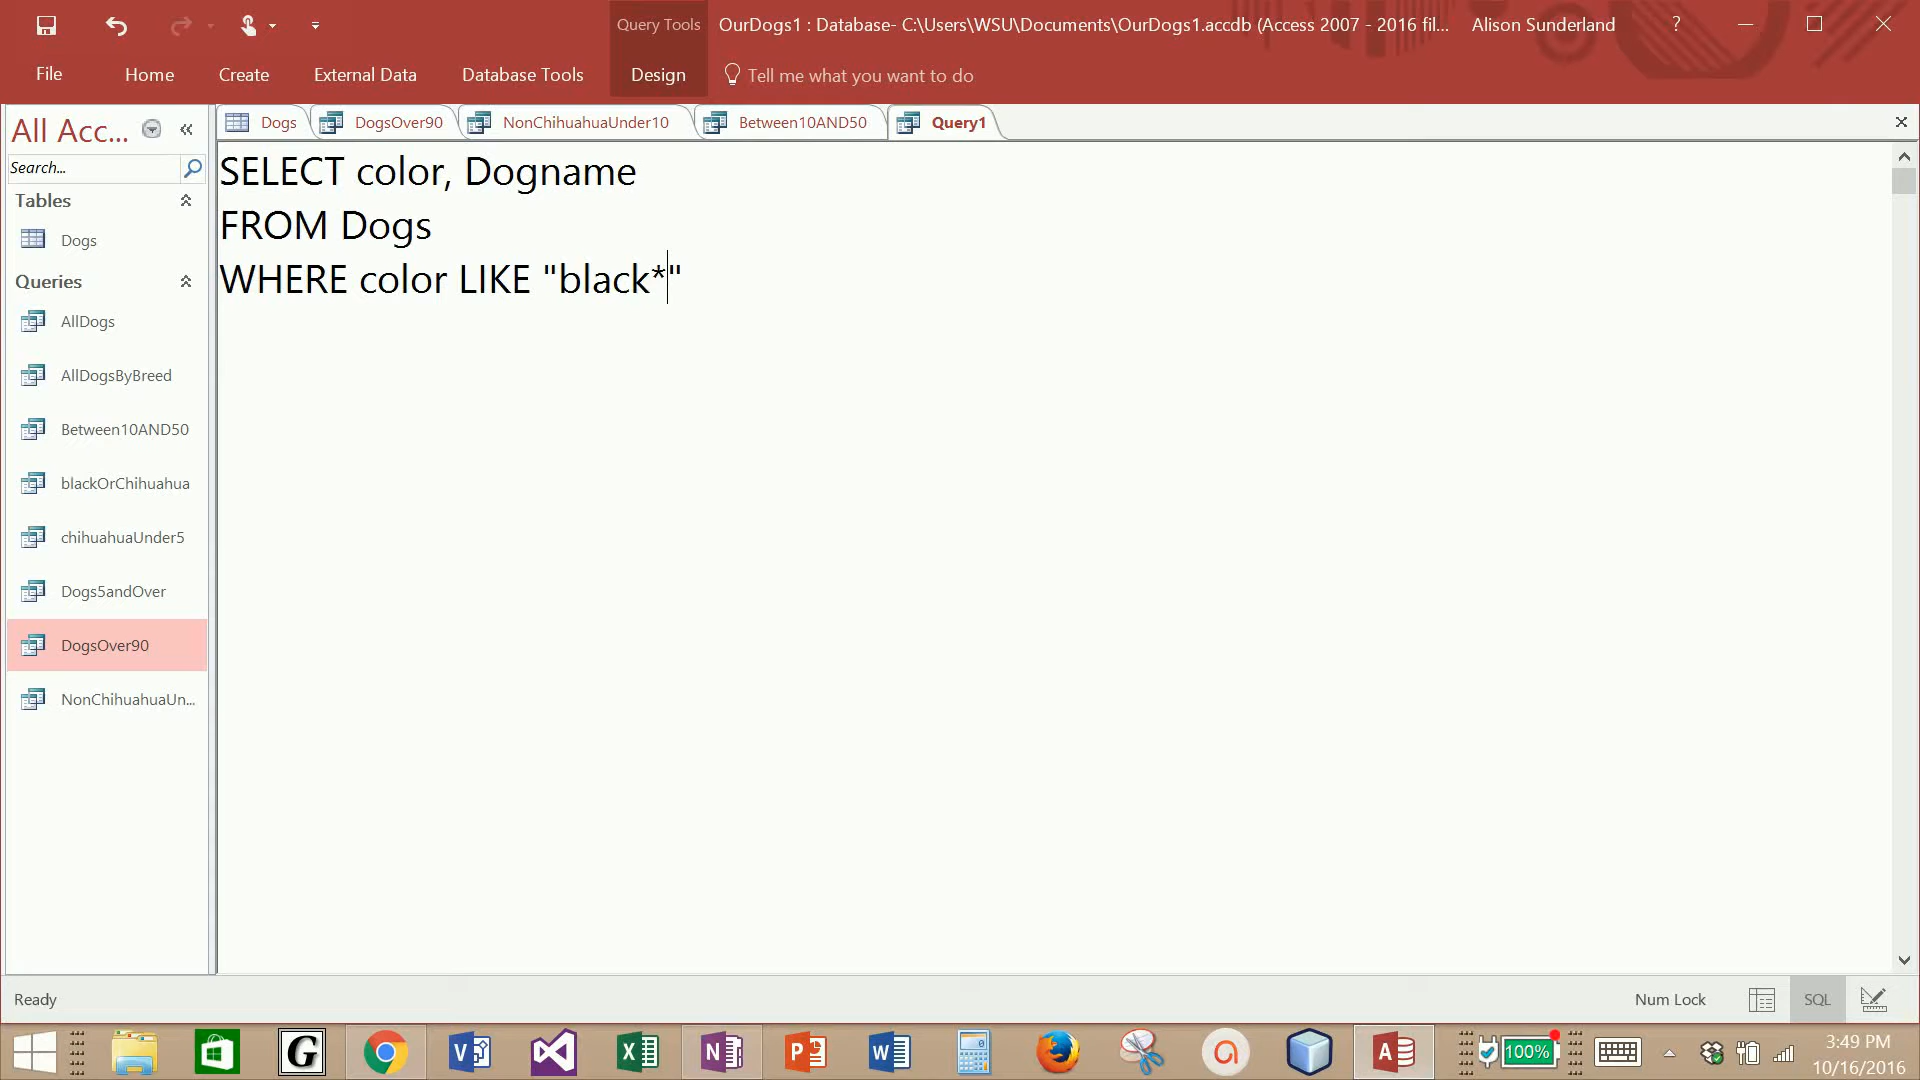 Query Tools
OurDogs1 : Database- C:\Users\WSU\Documents\OurDogs1.accdb (Access 2007 - 2016 fil...
Alison Sunderland
?
File
Home
Create
External Data
Database Tools
Design
Tell me what you want to do
All Acc...
Dogs
DogsOver90
NonChihuahuaUnder10
Between10AND50
Query1
Search...
Tables
Dogs
Queries
AllDogs
AllDogsByBreed
Between10AND50
blackOrChihuahua
chihuahuaUnder5
Dogs5andOver
DogsOver90
NonChihuahuaUn...
SELECT color, Dogname
FROM Dogs
WHERE color LIKE "black*"
Ready
Num Lock
SQL
100%
3:49 PM
10/16/2016